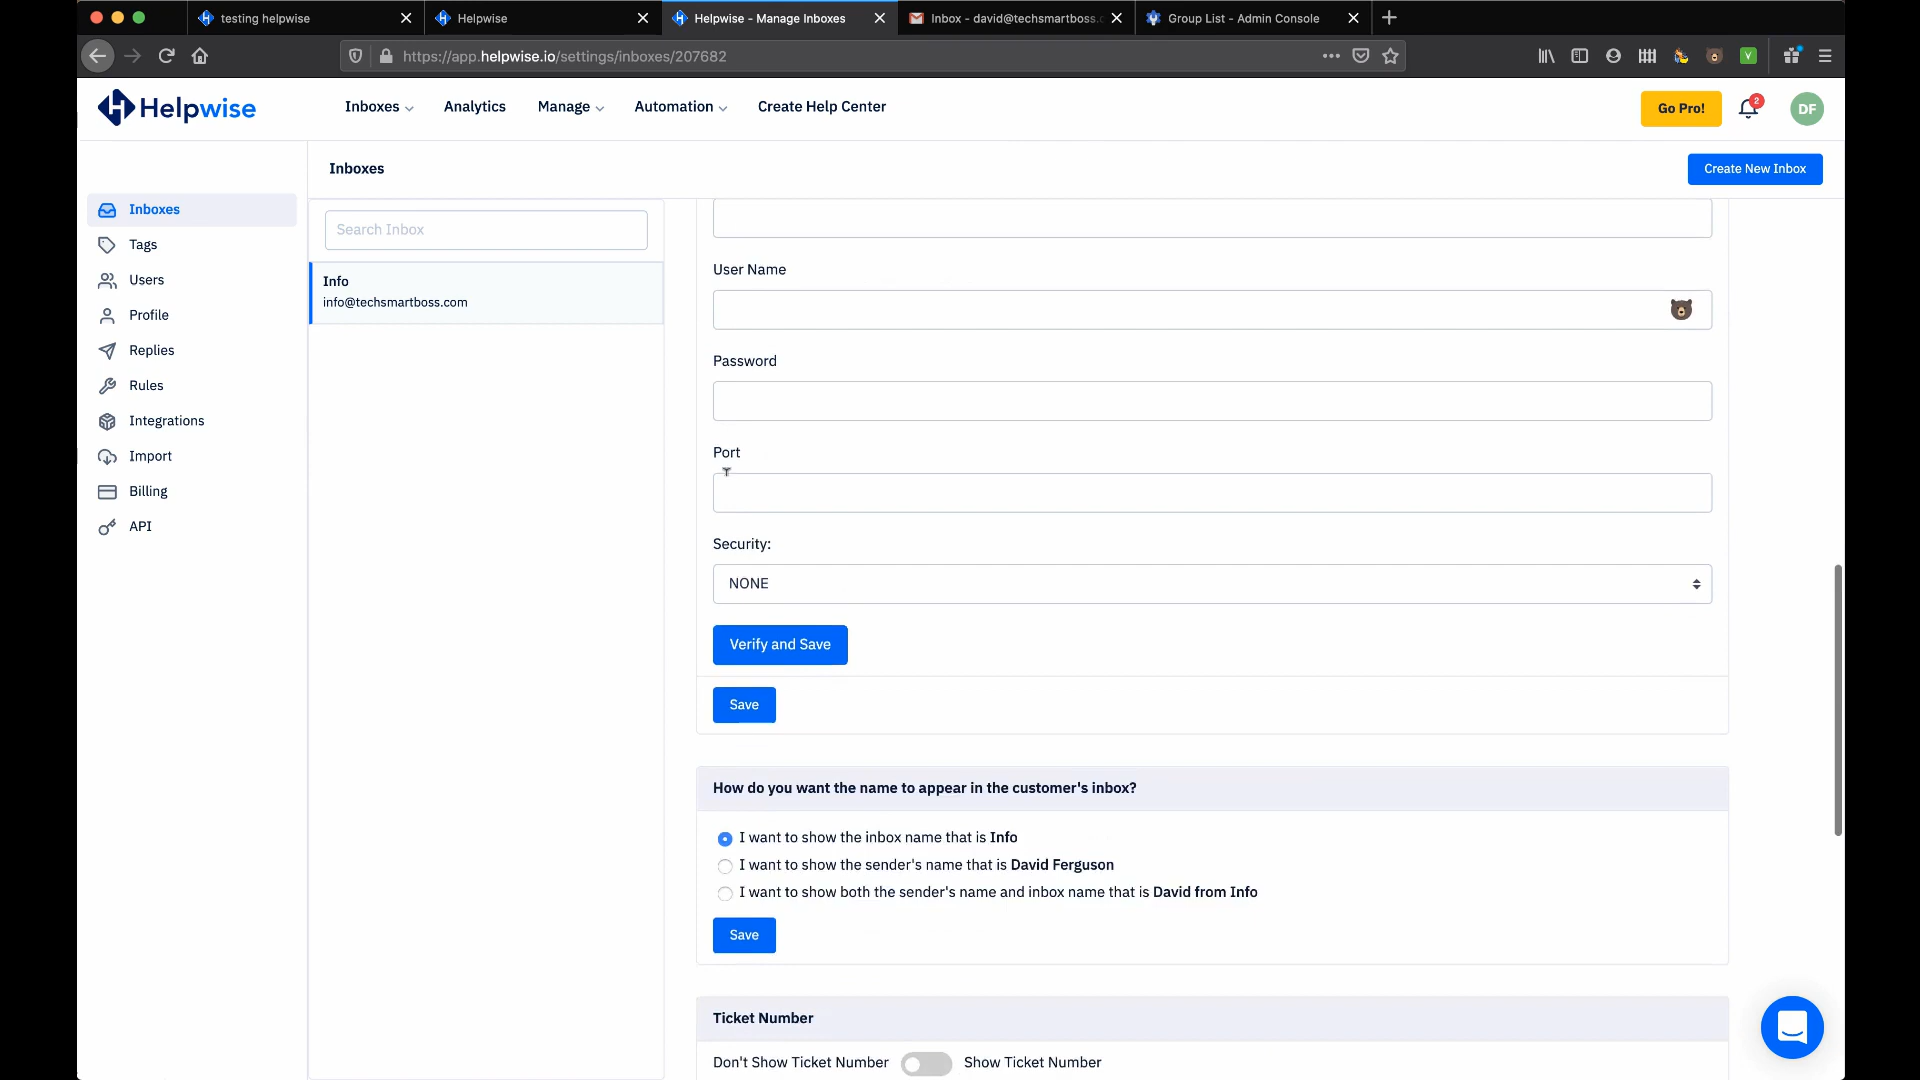 testing helpwise
Helpwise
Helpwise - Manage Inboxes
Inbox - david@techsmartboss.c
Group List - Admin Console
https://app.helpwise.io/settings/inboxes/207682
V
Helpwise
Inboxes
Analytics
Manage
Automation
Create Help Center
Go Pro!
2
DF
Inboxes
Create New Inbox
Inboxes
Tags
Users
Profile
Replies
Rules
Integrations
Import
Billing
API
Search Inbox
Info
info@techsmartboss.com
User Name
Password
Port
Security:
NONE
Verify and Save
Save
How do you want the name to appear in the customer's inbox?
I want to show the inbox name that is Info
I want to show the sender's name that is David Ferguson
I want to show both the sender's name and inbox name that is David from Info
Save
Ticket Number
Don't Show Ticket Number
Show Ticket Number